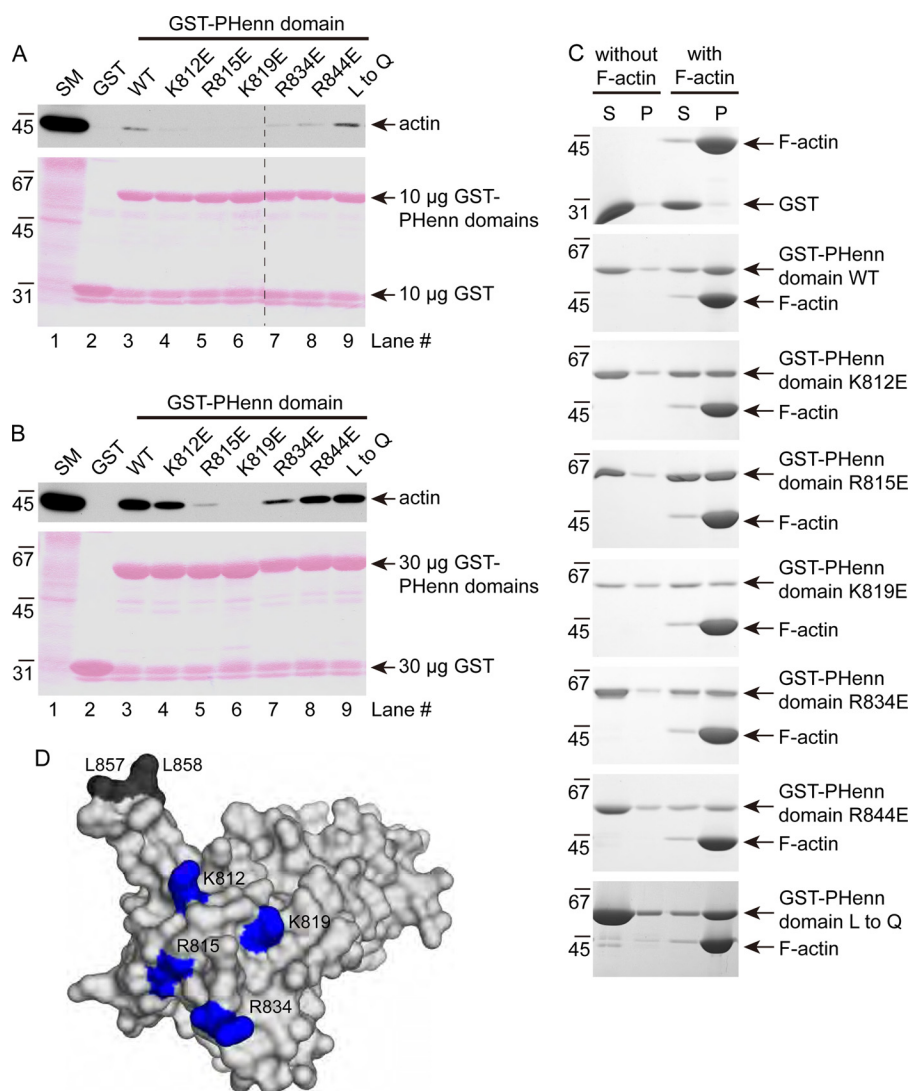 A
GST-PHenn domain
SM GST WT K812E R815E K819E R834E R844E L to Q
45
actin
67
10 µg GST-
PHenn domains
45
31
10 µg GST
1 2 3 4 5 6 7 8 9 Lane #
B
GST-PHenn domain
SM GST WT K812E R815E K819E R834E R844E L to Q
45
actin
67
30 µg GST-
PHenn domains
45
31
30 µg GST
1 2 3 4 5 6 7 8 9 Lane #
C
without
F-actin
with
F-actin
S P S P
45
F-actin
31
GST
67
GST-PHenn
domain WT
45
F-actin
67
GST-PHenn
domain K812E
45
F-actin
67
GST-PHenn
domain R815E
45
F-actin
67
GST-PHenn
domain K819E
45
F-actin
67
GST-PHenn
domain R834E
45
F-actin
67
GST-PHenn
domain R844E
45
F-actin
67
GST-PHenn
domain L to Q
45
F-actin
D
L857 L858
K812
K819
R815
R834